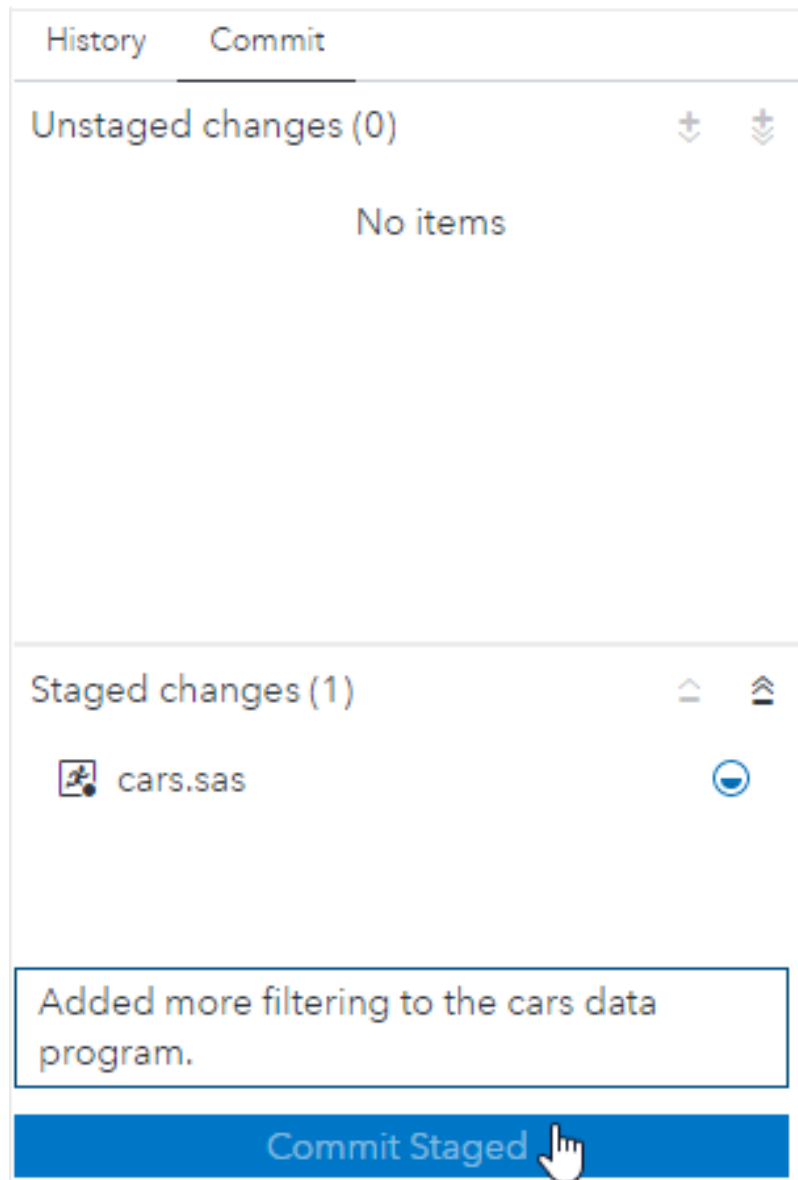 History Commit
Unstaged changes (0)
No items
Staged changes (1)
cars.sas
Added more filtering to the cars data
program.
Commit Staged